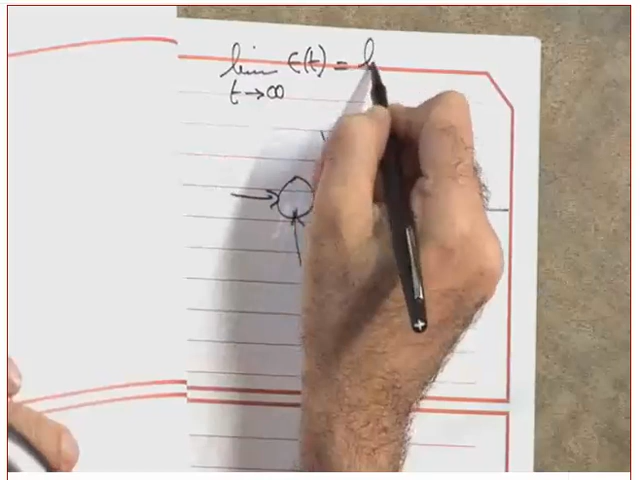 lim ε(t) = l
t→∞